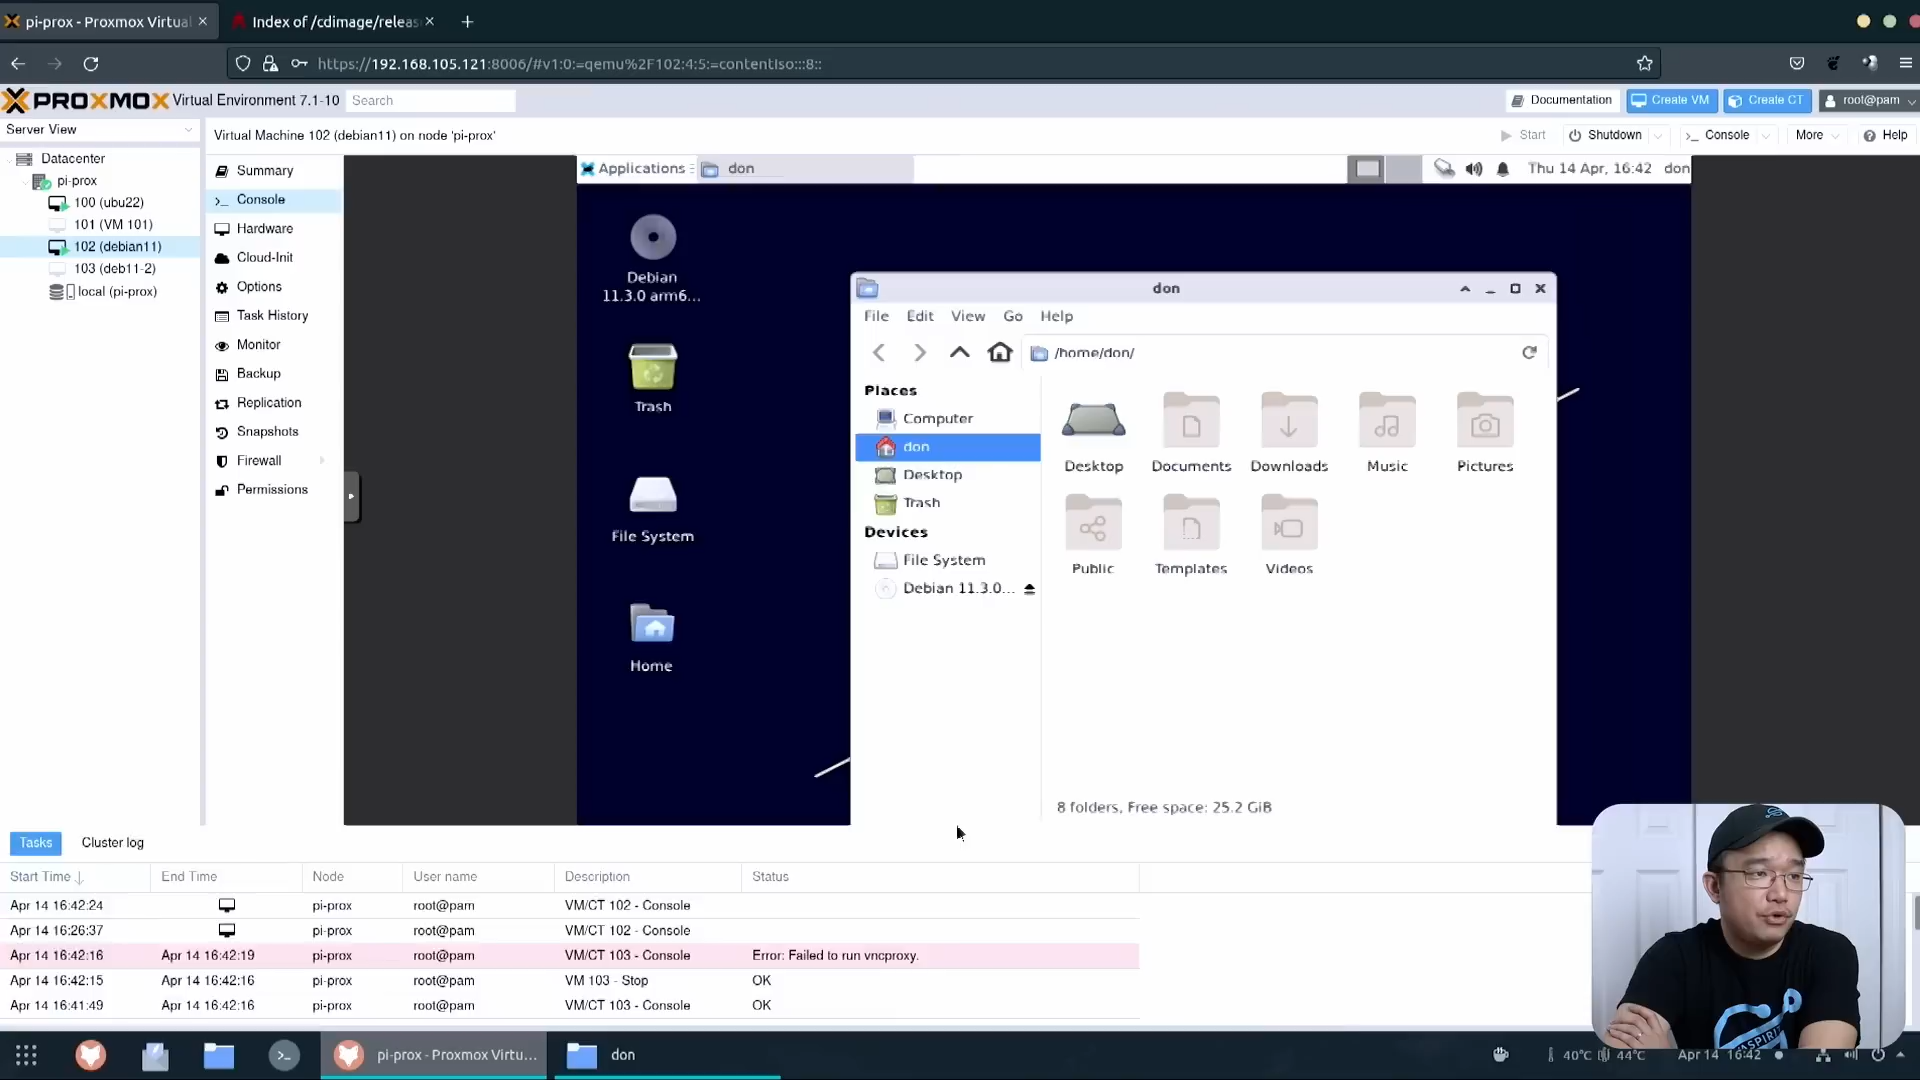 pi-prox - Proxmox Virtual
Index of /cdimage/releas
https://192.168.105.121:8006/#v1:0:=qemu%2F102:4:5:=contentIso:::8::
PROXMOX Virtual Environment 7.1-10
Search
Documentation
Create VM
Create CT
root@pam
Server View
Virtual Machine 102 (debian11) on node 'pi-prox'
Start
Shutdown
Console
More
Help
Datacenter
pi-prox
100 (ubu22)
101 (VM 101)
102 (debian11)
103 (deb11-2)
local (pi-prox)
Summary
Console
Hardware
Cloud-Init
Options
Task History
Monitor
Backup
Replication
Snapshots
Firewall
Permissions
Applications
don
Thu 14 Apr, 16:42
don
Debian
11.3.0 arm6...
Trash
File System
Home
don
File Edit View Go Help
/home/don/
Places
Computer
don
Desktop
Trash
Devices
File System
Debian 11.3.0...
Desktop
Documents
Downloads
Music
Pictures
Public
Templates
Videos
8 folders, Free space: 25.2 GiB
Tasks
Cluster log
Start Time End Time Node User name Description Status
Apr 14 16:42:24 pi-prox root@pam VM/CT 102 - Console
Apr 14 16:26:37 pi-prox root@pam VM/CT 102 - Console
Apr 14 16:42:16 Apr 14 16:42:19 pi-prox root@pam VM/CT 103 - Console Error: Failed to run vncproxy.
Apr 14 16:42:15 Apr 14 16:42:16 pi-prox root@pam VM 103 - Stop OK
Apr 14 16:41:49 Apr 14 16:42:16 pi-prox root@pam VM/CT 103 - Console OK
pi-prox - Proxmox Virtu...
don
40°C
44°C
Apr 14 16:42